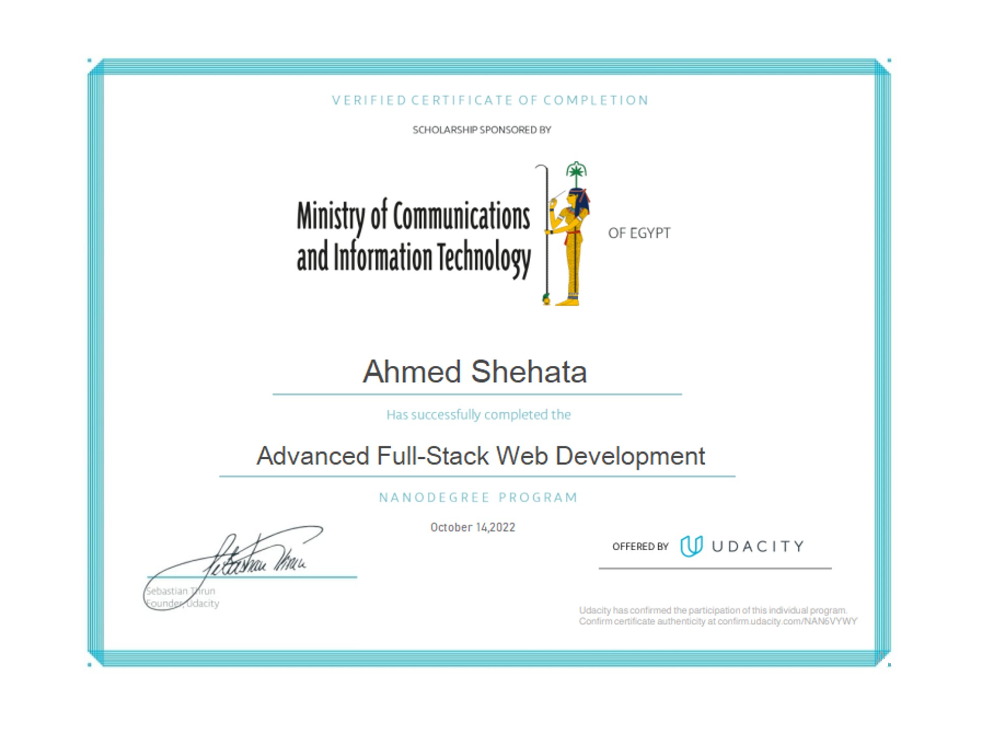 VERIFIED CERTIFICATE OF COMPLETION
SCHOLARSHIP SPONSORED BY
Ministry of Communications
and Information Technology
OF EGYPT
Ahmed Shehata
Has successfully completed the
Advanced Full-Stack Web Development
NANODEGREE PROGRAM
October 14,2022
Sebastian Thrun
OFFERED BY UDACITY
Sebastian Thrun
Founder, Udacity
Udacity has confirmed the participation of this individual program.
Confirm certificate authenticity at confirm.udacity.com/NAN6VYWY